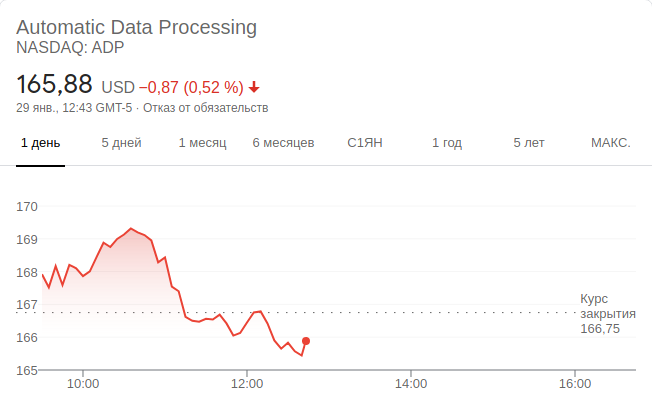 Automatic Data Processing
NASDAQ: ADP
165,88 USD −0,87 (0,52 %)
29 янв., 12:43 GMT-5 · Отказ от обязательств
1 день 5 дней 1 месяц 6 месяцев С1ЯН 1 год 5 лет МАКС.
170
169
168
167
166
165
Курс
закрытия
166,75
10:00 12:00 14:00 16:00